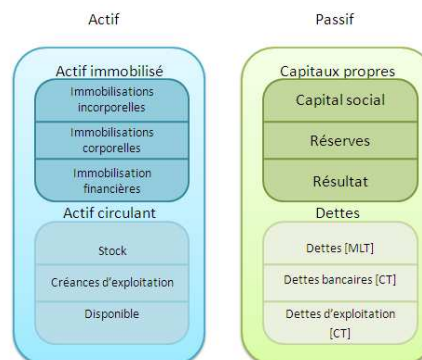 Actif
Actif immobilisé
Immobilisations
incorporelles
Immobilisations
corporelles
Immobilisation
financières
Actif circulant
Stock
Créances d'exploitation
Disponible
Passif
Capitaux propres
Capital social
Réserves
Résultat
Dettes
Dettes [MLT]
Dettes bancaires [CT]
Dettes d'exploitation
[CT]